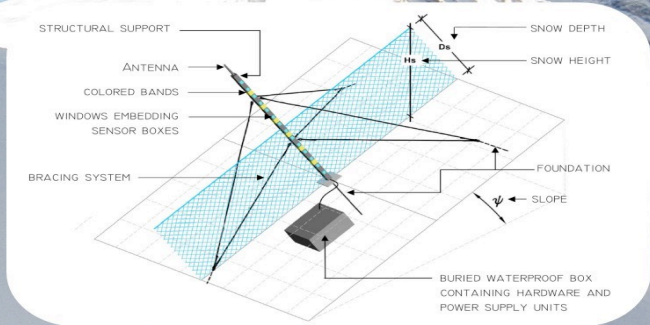 STRUCTURAL SUPPORT
ANTENNA
COLORED BANDS
WINDOWS EMBEDDING
SENSOR BOXES
BRACING SYSTEM
Ds
Hs
SNOW DEPTH
SNOW HEIGHT
FOUNDATION
ψ SLOPE
BURIED WATERPROOF BOX
CONTAINING HARDWARE AND
POWER SUPPLY UNITS